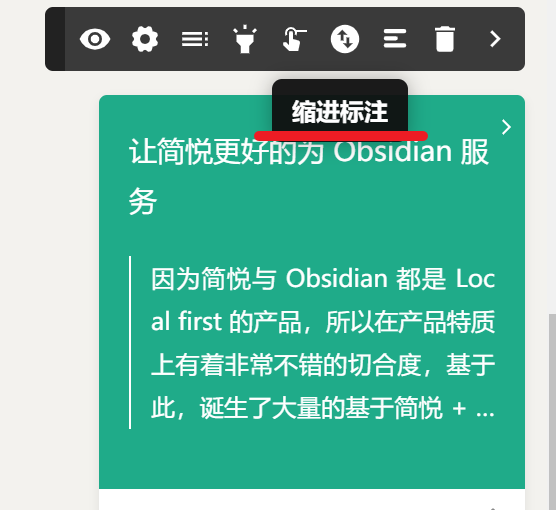 缩进标注
让简悦更好的为 Obsidian 服
务
因为简悦与 Obsidian 都是 Loc
al first 的产品，所以在产品特质
上有着非常不错的切合度，基于
此，诞生了大量的基于简悦 + ...